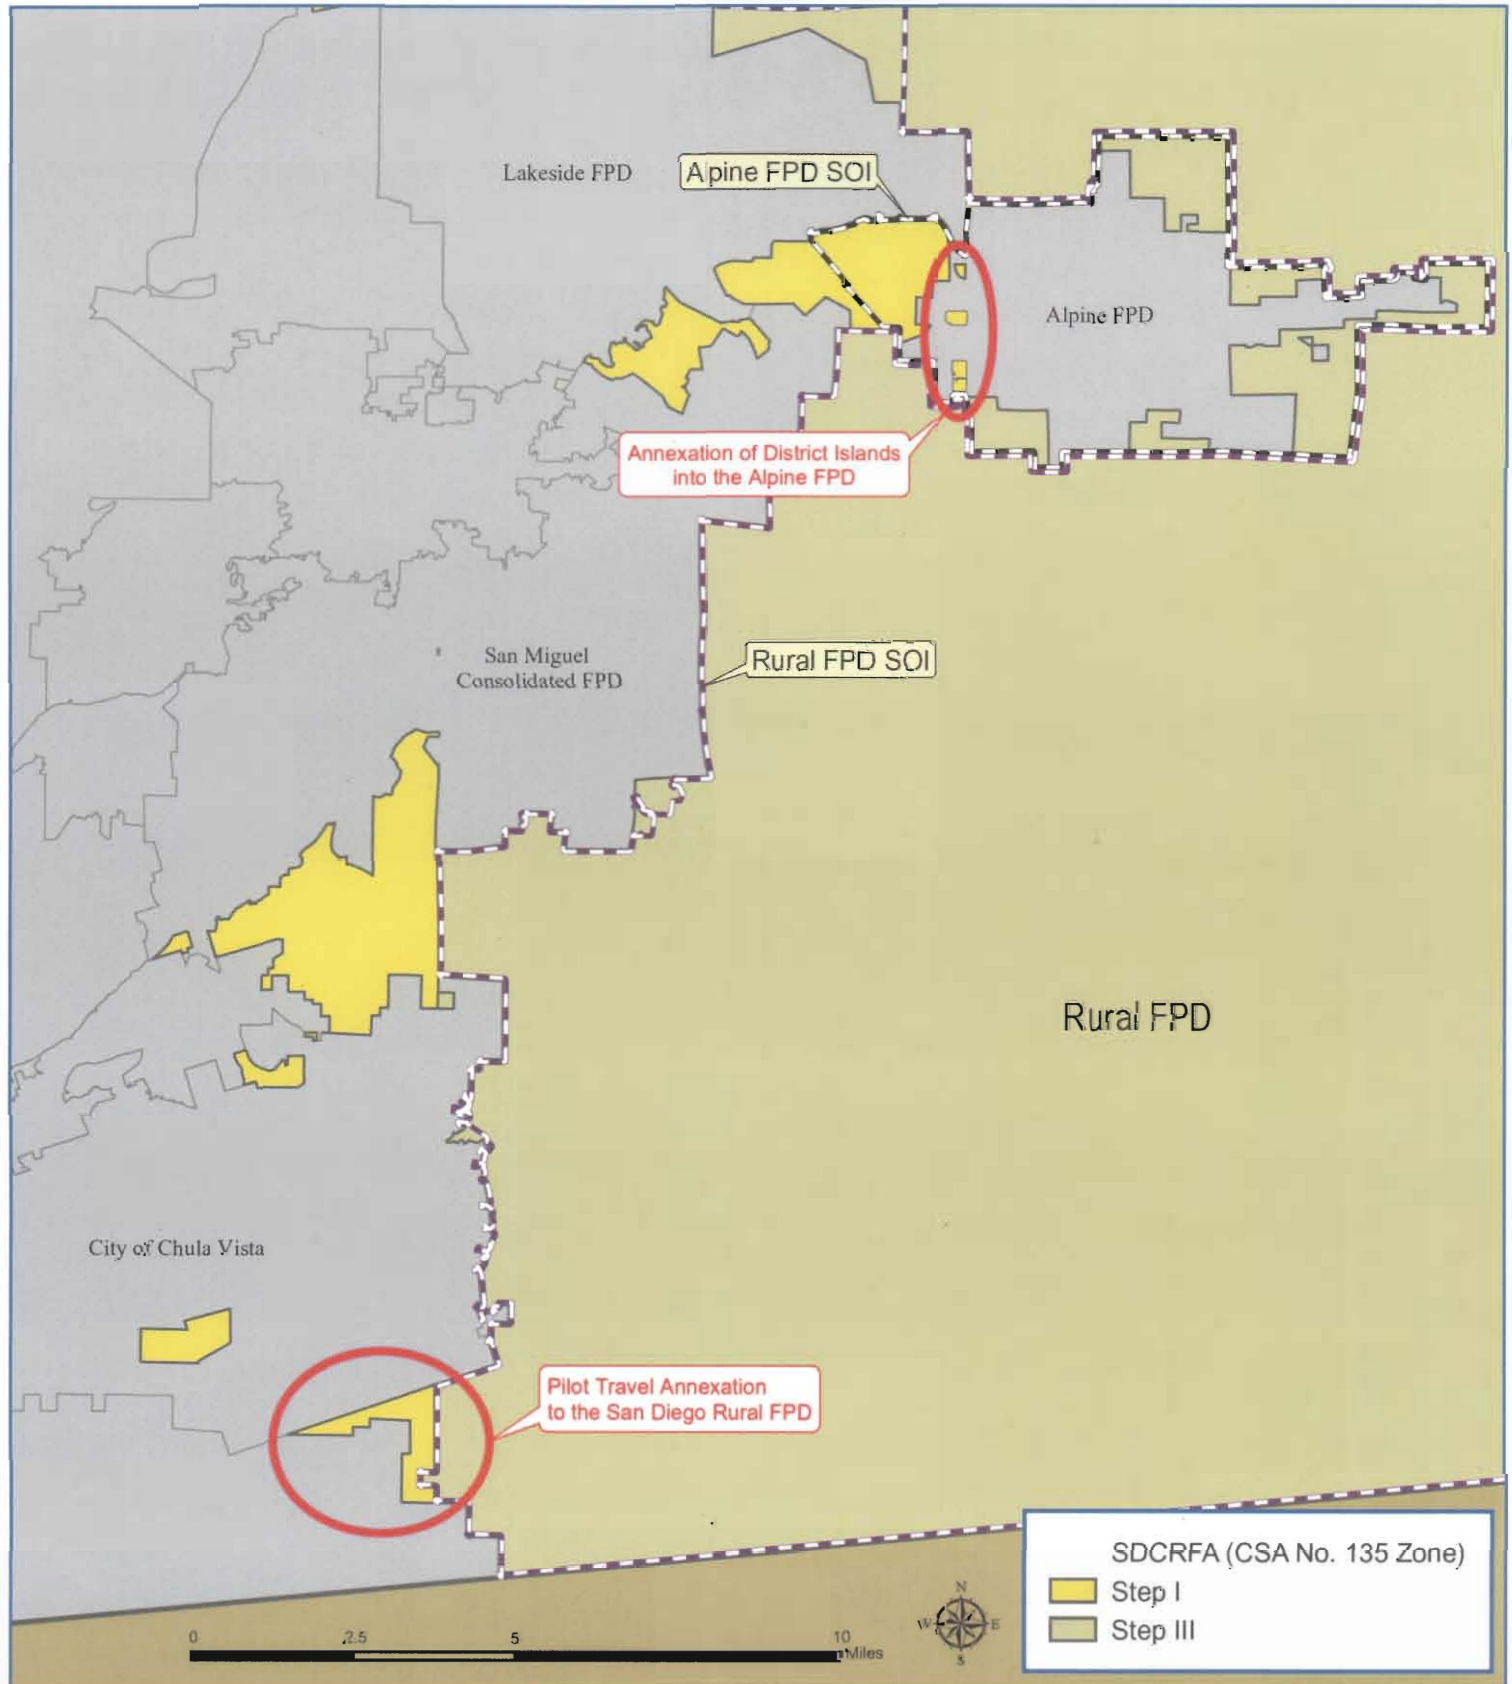 Lakeside FPD
Alpine FPD SOI
Alpine FPD
Annexation of District Islands
into the Alpine FPD
San Miguel
Consolidated FPD
Rural FPD SOI
Rural FPD
City of Chula Vista
Pilot Travel Annexation
to the San Diego Rural FPD
SDCRFA (CSA No. 135 Zone)
Step I
Step III
N
W E
S
0 2.5 5 10
Miles